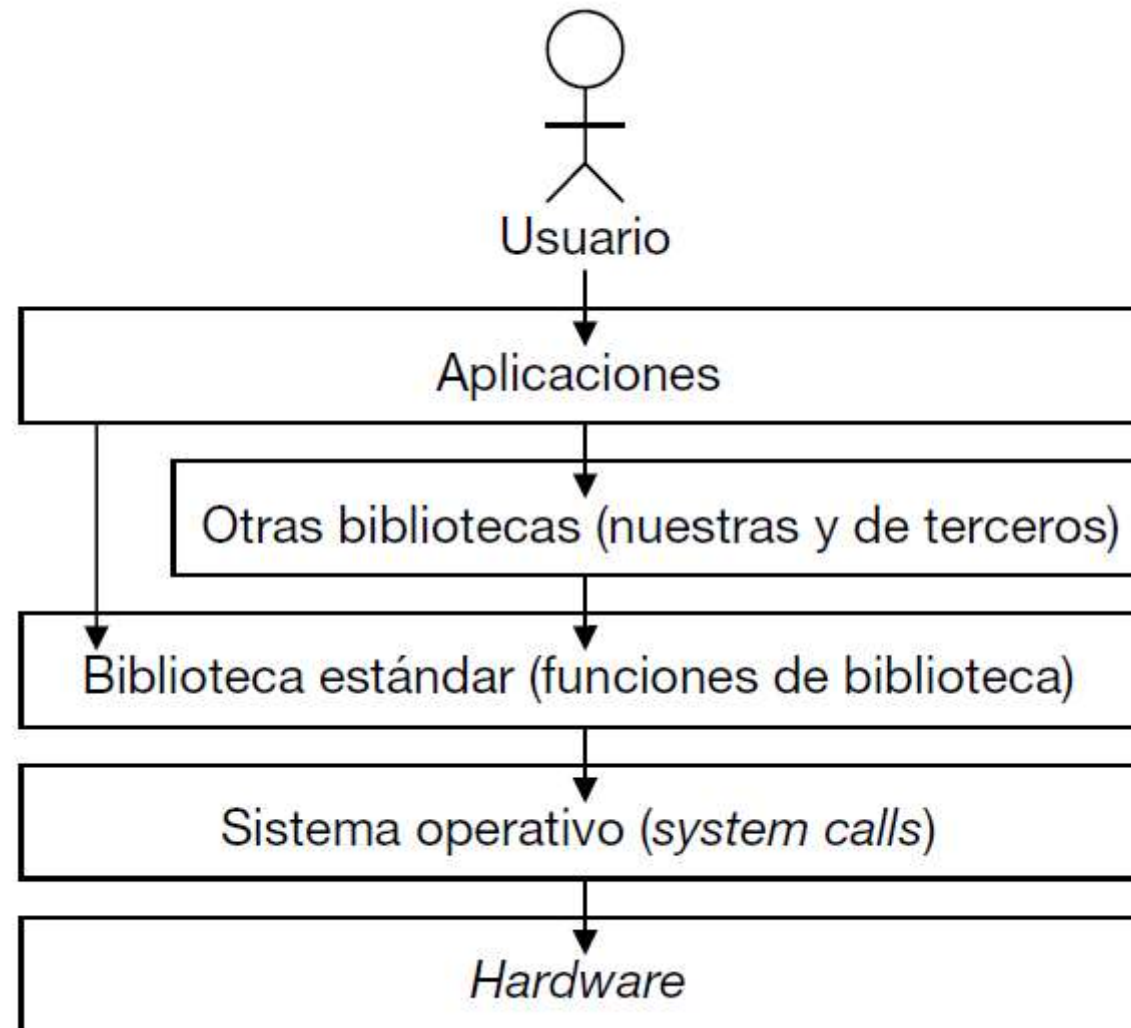 Usuario
Aplicaciones
Otras bibliotecas (nuestras y de terceros)
Biblioteca estándar (funciones de biblioteca)
Sistema operativo (system calls)
Hardware